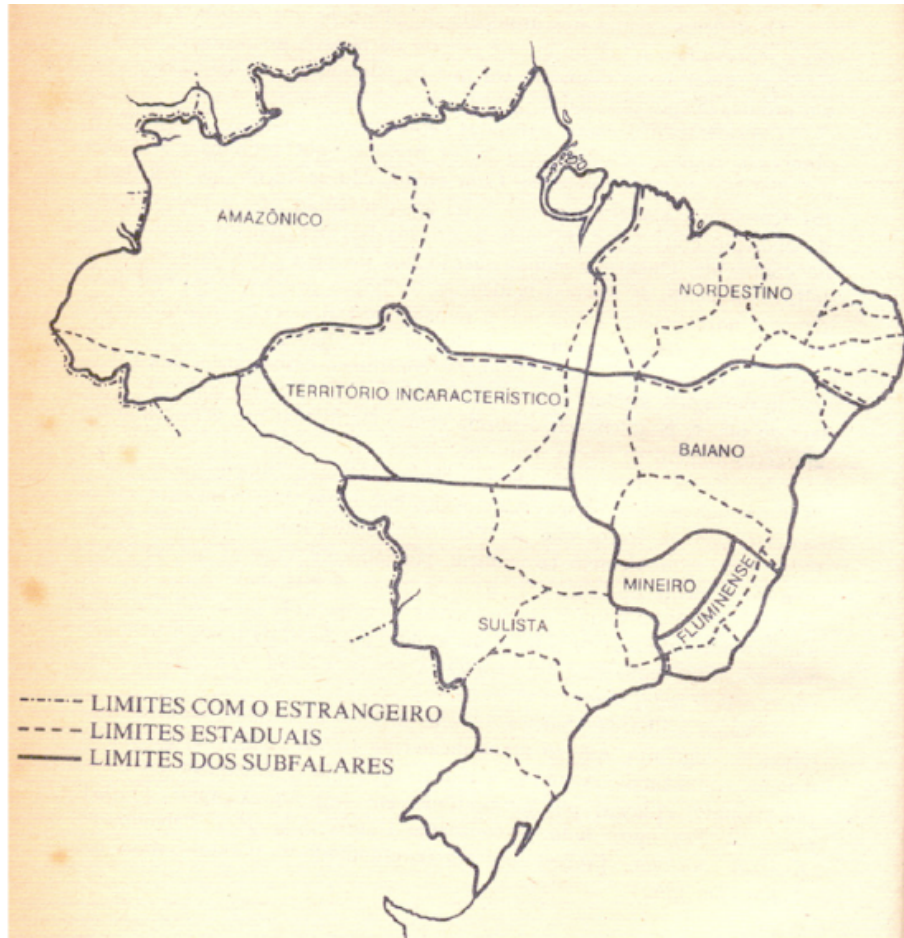 AMAZÔNICO
NORDESTINO
TERRITÓRIO INCARACTERÍSTICO
BAIANO
MINEIRO
FLUMINENSE
SULISTA
LIMITES COM O ESTRANGEIRO
LIMITES ESTADUAIS
LIMITES DOS SUBFALARES